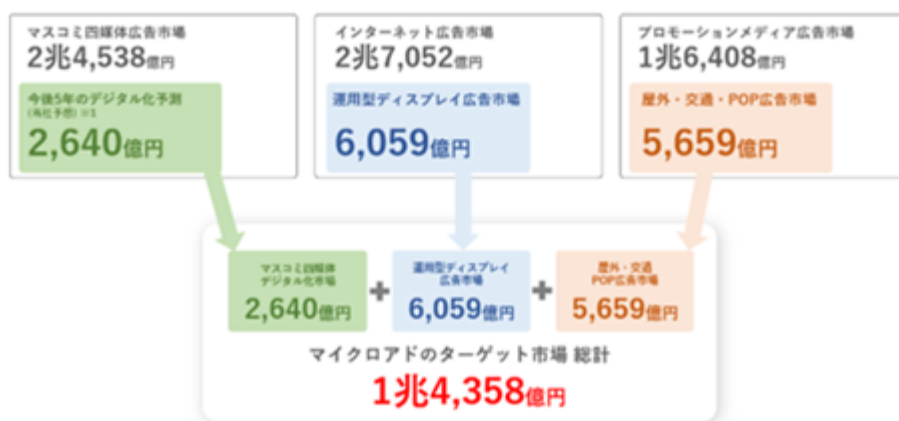 マスコミ四媒体広告市場
2兆4,538億円
今後5年のデジタル化予測
(当社予想) ※1
2,640億円
インターネット広告市場
2兆7,052億円
運用型ディスプレイ広告市場
6,059億円
プロモーションメディア広告市場
1兆6,408億円
屋外・交通・POP広告市場
5,659億円
マスコミ四媒体
デジタル化市場
2,640億円
+
運用型ディスプレイ
広告市場
6,059億円
+
屋外・交通
POP広告市場
5,659億円
マイクロアドのターゲット市場 総計
1兆4,358億円